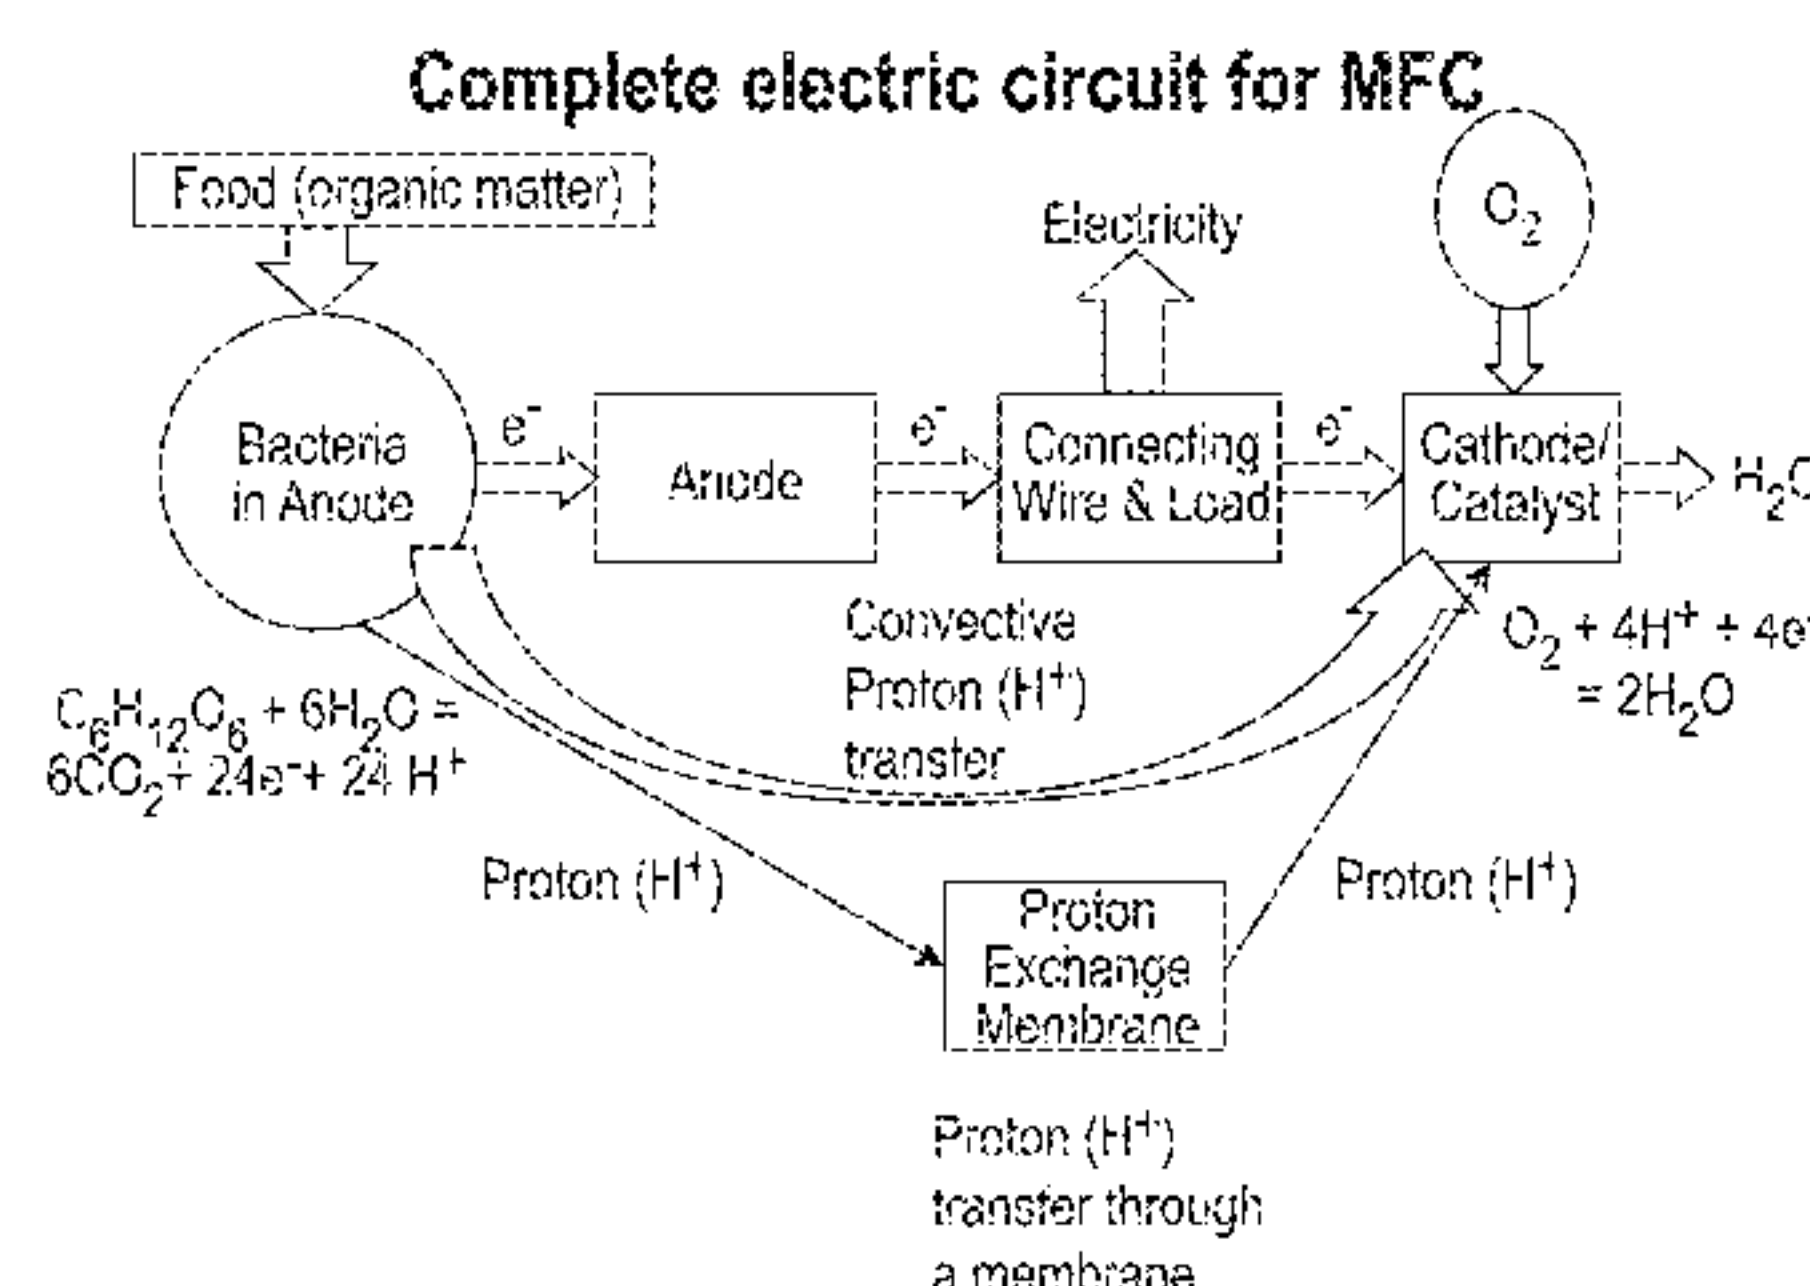 Complete electric circuit for MFC
Food (organic matter)
Electricity
O₂
Bacteria
in Anode
e⁻
Anode
e⁻
Connecting
Wire & Load
e⁻
Cathode/
Catalyst
H₂O
Convective
Proton (H⁺)
transfer
O₂ + 4H⁺ + 4e⁻
= 2H₂O
C₆H₁₂O₆ + 6H₂O =
6CO₂ + 24e⁻ + 24 H⁺
Proton (H⁺)
Proton (H⁺)
Proton
Exchange
Membrane
Proton (H⁺)
transfer through
a membrane